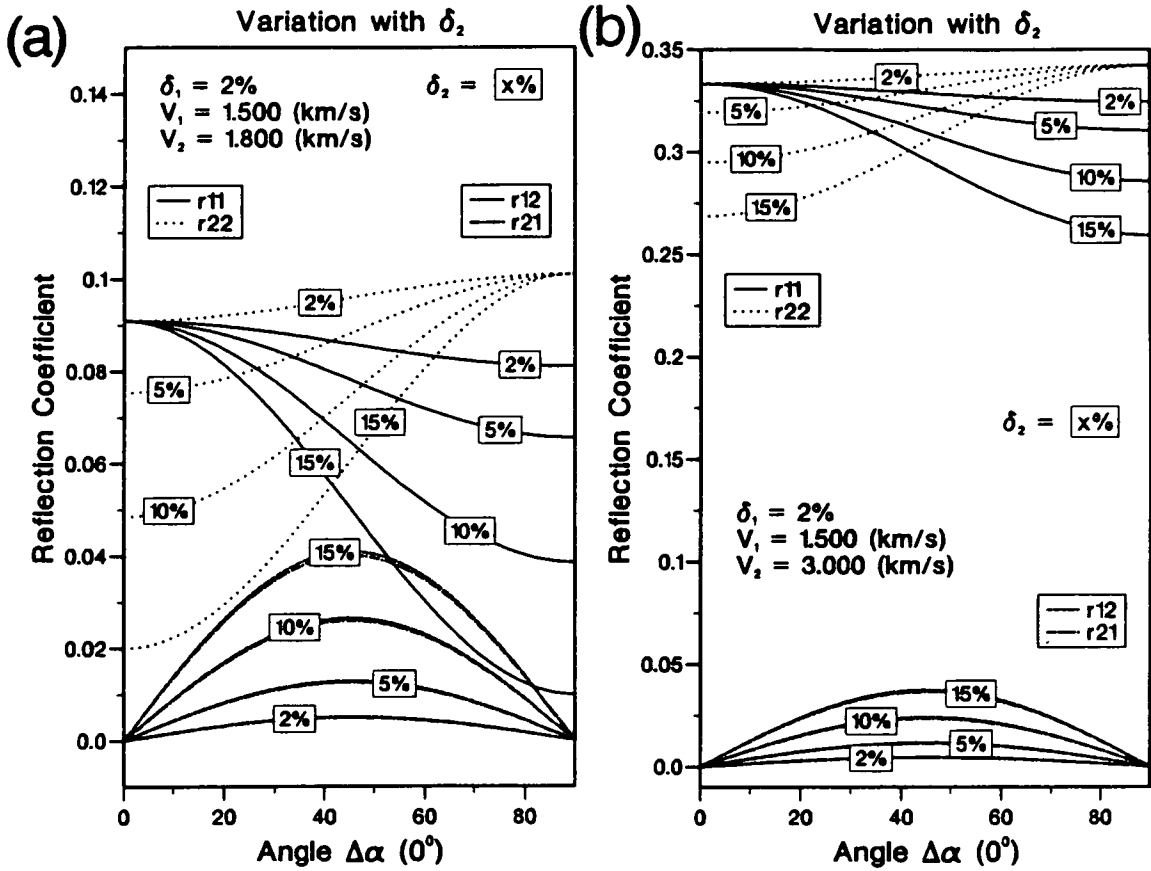 (a)
Variation with δ₂
δ₁ = 2%
V₁ = 1.500 (km/s)
V₂ = 1.800 (km/s)
δ₂ = x%
r11
r22
r12
r21
0.14
0.12
0.1
0.08
0.06
0.04
0.02
0.0
Reflection Coefficient
2%
2%
5%
5%
15%
15%
10%
10%
15%
10%
5%
2%
0
20
40
60
80
Angle Δα (0°)
(b)
Variation with δ₂
0.35
0.3
0.25
0.2
0.15
0.1
0.05
0.0
Reflection Coefficient
2%
2%
5%
5%
10%
10%
15%
15%
r11
r22
δ₂ = x%
δ₁ = 2%
V₁ = 1.500 (km/s)
V₂ = 3.000 (km/s)
r12
r21
15%
10%
5%
2%
0
20
40
60
80
Angle Δα (0°)